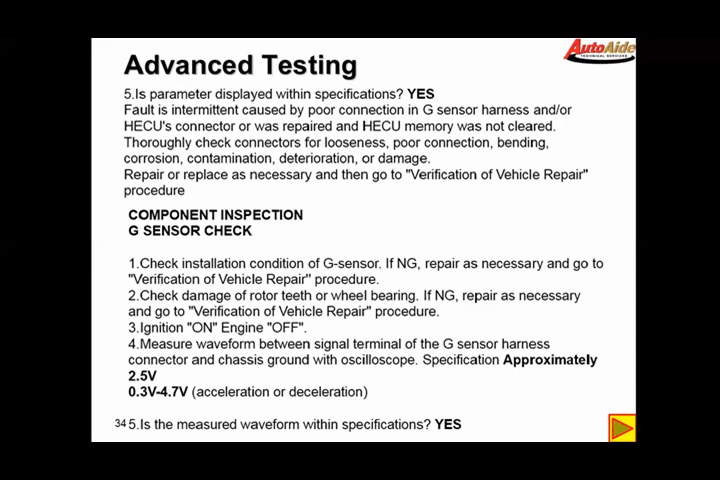 AutoAide
TECHNICAL SERVICES
Advanced Testing
5.Is parameter displayed within specifications? YES
Fault is intermittent caused by poor connection in G sensor harness and/or
HECU's connector or was repaired and HECU memory was not cleared.
Thoroughly check connectors for looseness, poor connection, bending,
corrosion, contamination, deterioration, or damage.
Repair or replace as necessary and then go to "Verification of Vehicle Repair"
procedure
COMPONENT INSPECTION
G SENSOR CHECK
1.Check installation condition of G-sensor. If NG, repair as necessary and go to
"Verification of Vehicle Repair" procedure.
2.Check damage of rotor teeth or wheel bearing. If NG, repair as necessary
and go to "Verification of Vehicle Repair" procedure.
3.Ignition "ON" Engine "OFF".
4.Measure waveform between signal terminal of the G sensor harness
connector and chassis ground with oscilloscope. Specification Approximately
2.5V
0.3V-4.7V (acceleration or deceleration)
34 5.Is the measured waveform within specifications? YES